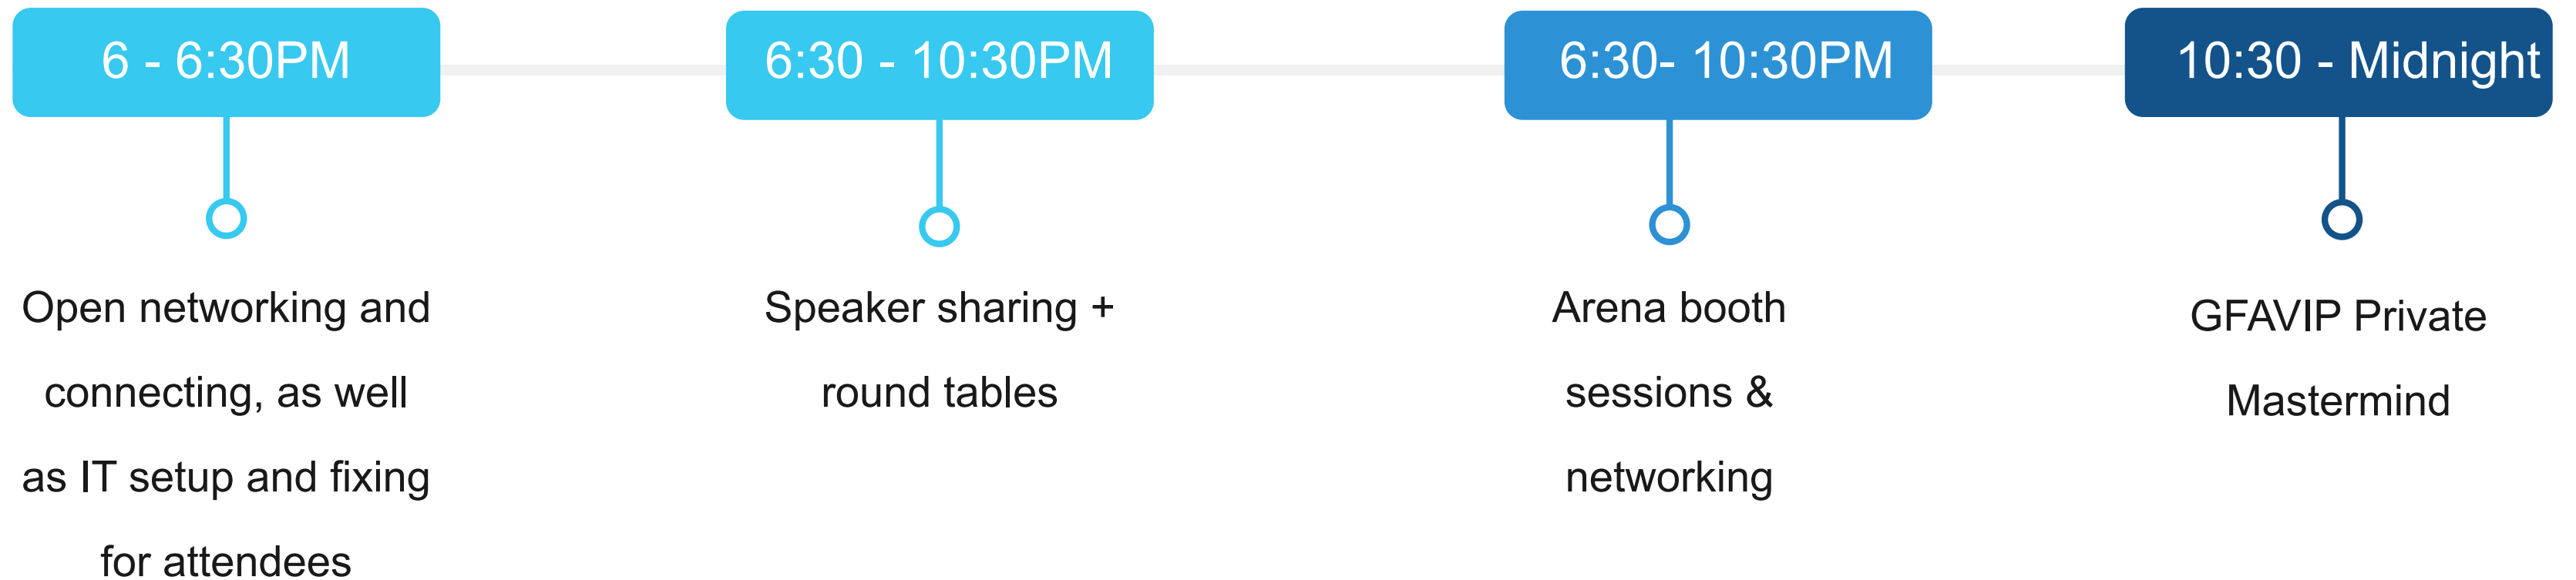 6 - 6:30PM
Open networking and
connecting, as well
as IT setup and fixing
for attendees
6:30 - 10:30PM
Speaker sharing +
round tables
6:30- 10:30PM
Arena booth
sessions &
networking
10:30 - Midnight
GFAVIP Private
Mastermind